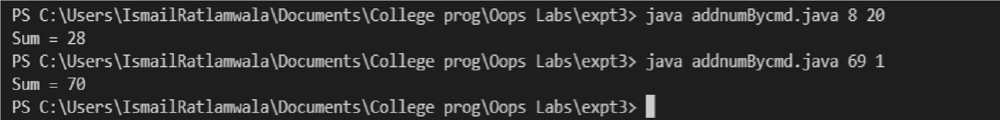 PS C:\Users\IsmailRatlamwala\Documents\College prog\Oops Labs\expt3> java addnumBycmd.java 8 20
Sum = 28
PS C:\Users\IsmailRatlamwala\Documents\College prog\Oops Labs\expt3> java addnumBycmd.java 69 1
Sum = 70
PS C:\Users\IsmailRatlamwala\Documents\College prog\Oops Labs\expt3>